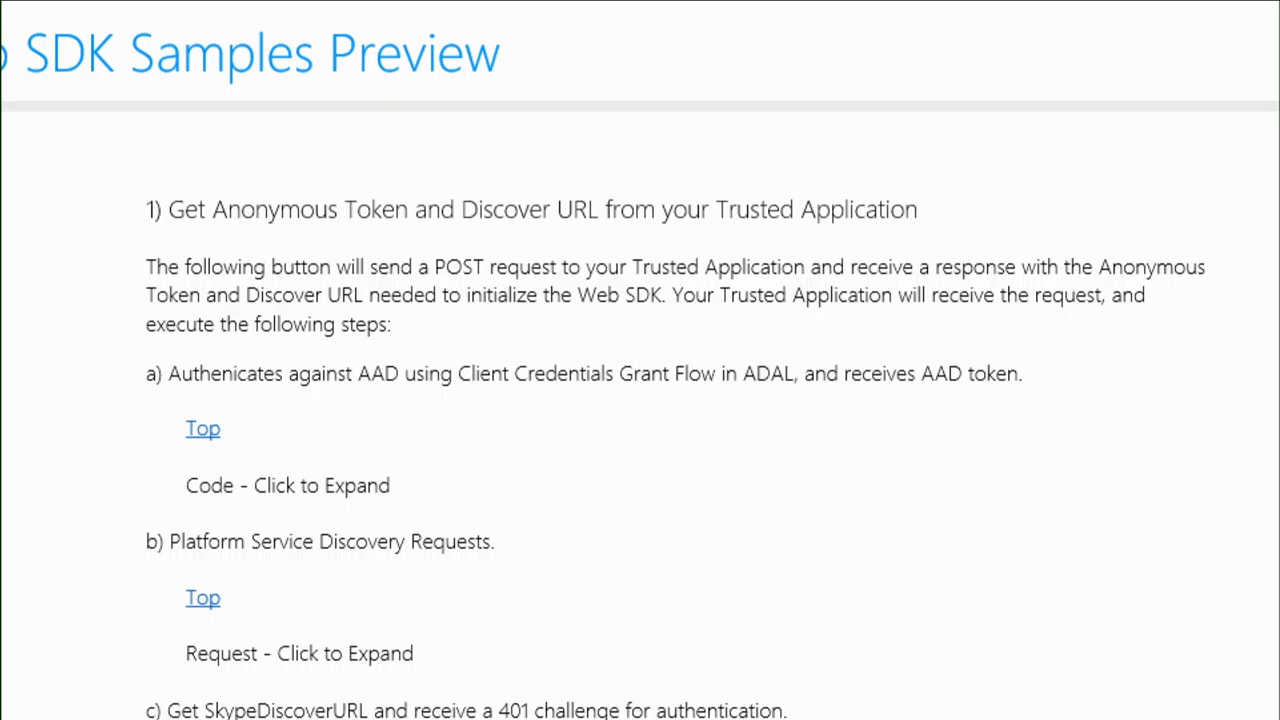 SDK Samples Preview
1) Get Anonymous Token and Discover URL from your Trusted Application
The following button will send a POST request to your Trusted Application and receive a response with the Anonymous
Token and Discover URL needed to initialize the Web SDK. Your Trusted Application will receive the request, and
execute the following steps:
a) Authenicates against AAD using Client Credentials Grant Flow in ADAL, and receives AAD token.
Top
Code - Click to Expand
b) Platform Service Discovery Requests.
Top
Request - Click to Expand
c) Get SkypeDiscoverURL and receive a 401 challenge for authentication.